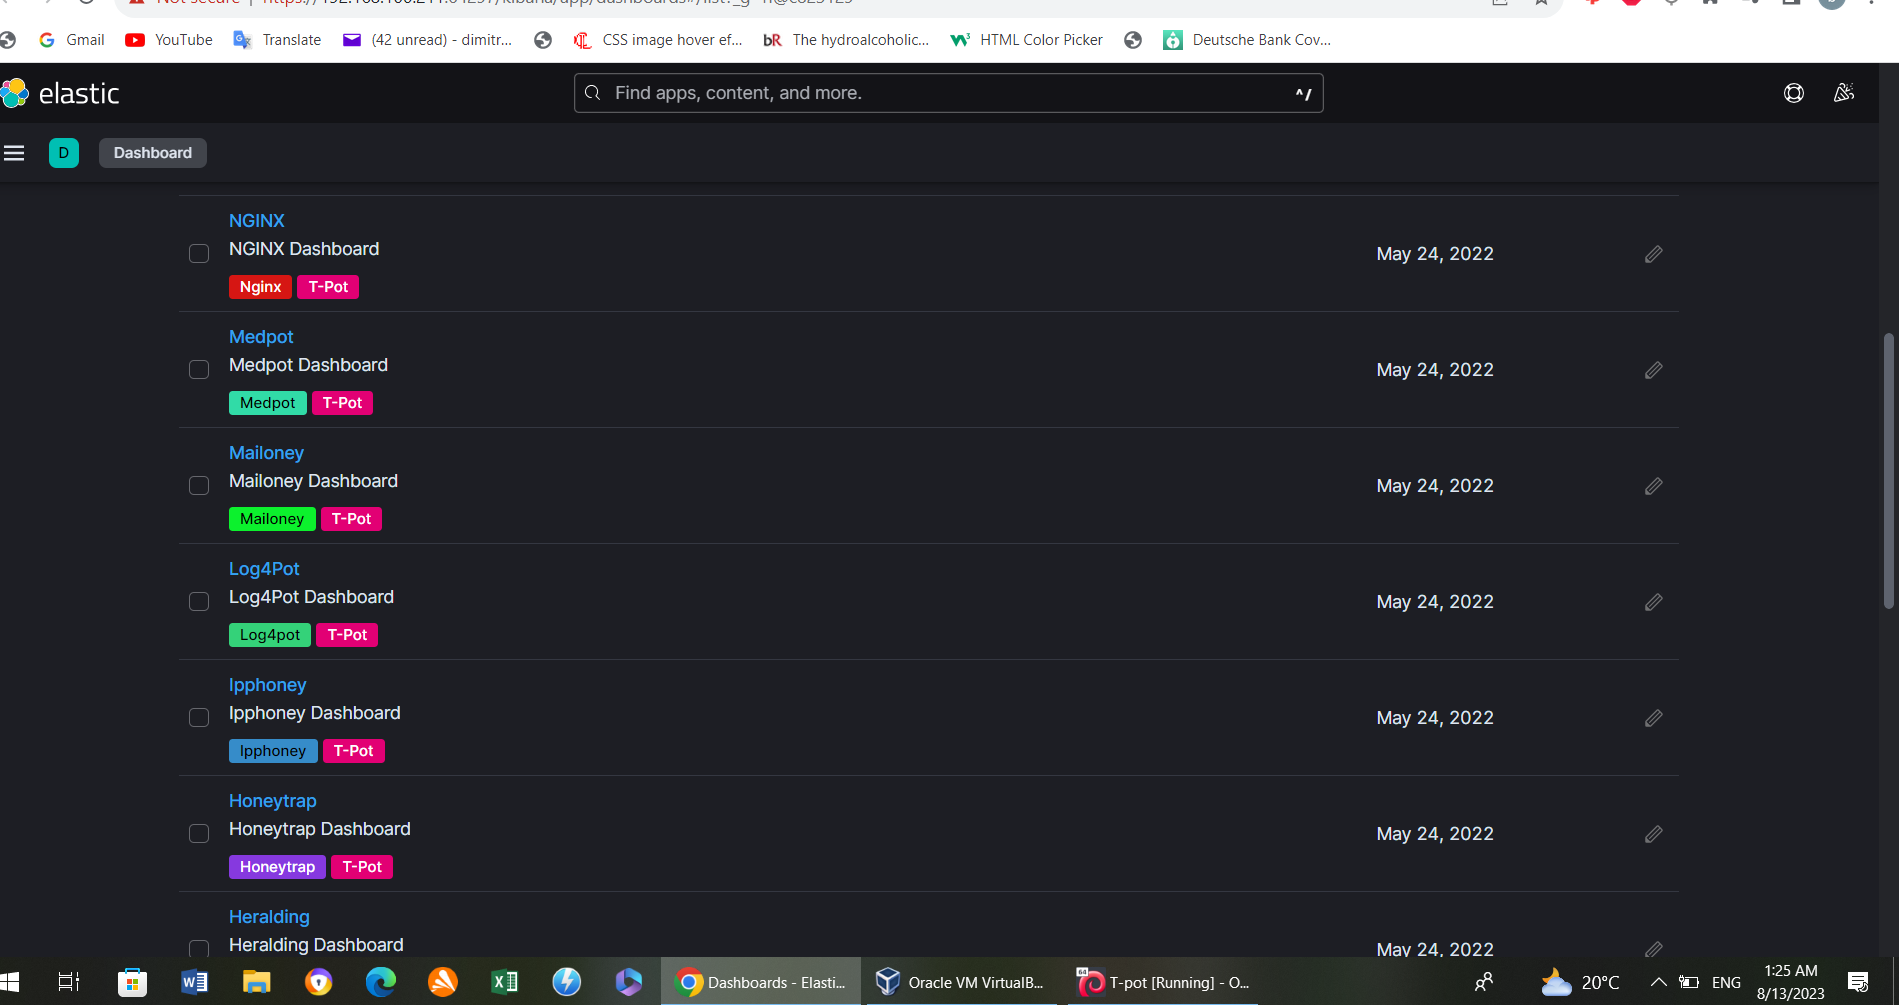 Gmail YouTube Translate (42 unread) - dimitr... CSS image hover ef... bR The hydroalcoholic... HTML Color Picker Deutsche Bank Cov...
elastic Find apps, content, and more. ^/
D Dashboard
NGINX
NGINX Dashboard
May 24, 2022
Nginx T-Pot
Medpot
Medpot Dashboard
May 24, 2022
Medpot T-Pot
Mailoney
Mailoney Dashboard
May 24, 2022
Mailoney T-Pot
Log4Pot
Log4Pot Dashboard
May 24, 2022
Log4pot T-Pot
Ipphoney
Ipphoney Dashboard
May 24, 2022
Ipphoney T-Pot
Honeytrap
Honeytrap Dashboard
May 24, 2022
Honeytrap T-Pot
Heralding
Heralding Dashboard
May 24, 2022
Dashboards - Elasti... Oracle VM VirtualB... 64 T-pot [Running] - O... 20°C ENG 1:25 AM
8/13/2023